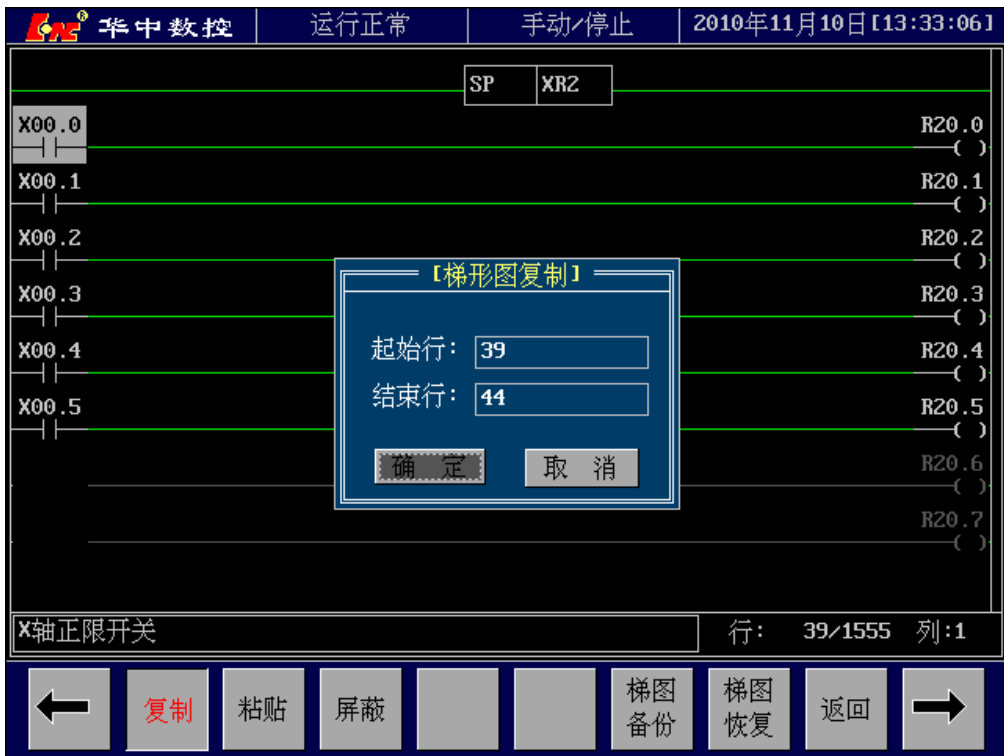 CNC® 华中数控 运行正常 手动/停止 2010年11月10日[13:33:06]
SP XR2
X00.0 R20.0
X00.1 R20.1
X00.2 R20.2
X00.3 R20.3
X00.4 R20.4
X00.5 R20.5
R20.6
R20.7
[梯形图复制]
起始行: 39
结束行: 44
确 定 取 消
X轴正限开关 行: 39/1555 列:1
复制 粘贴 屏蔽 梯图备份 梯图恢复 返回